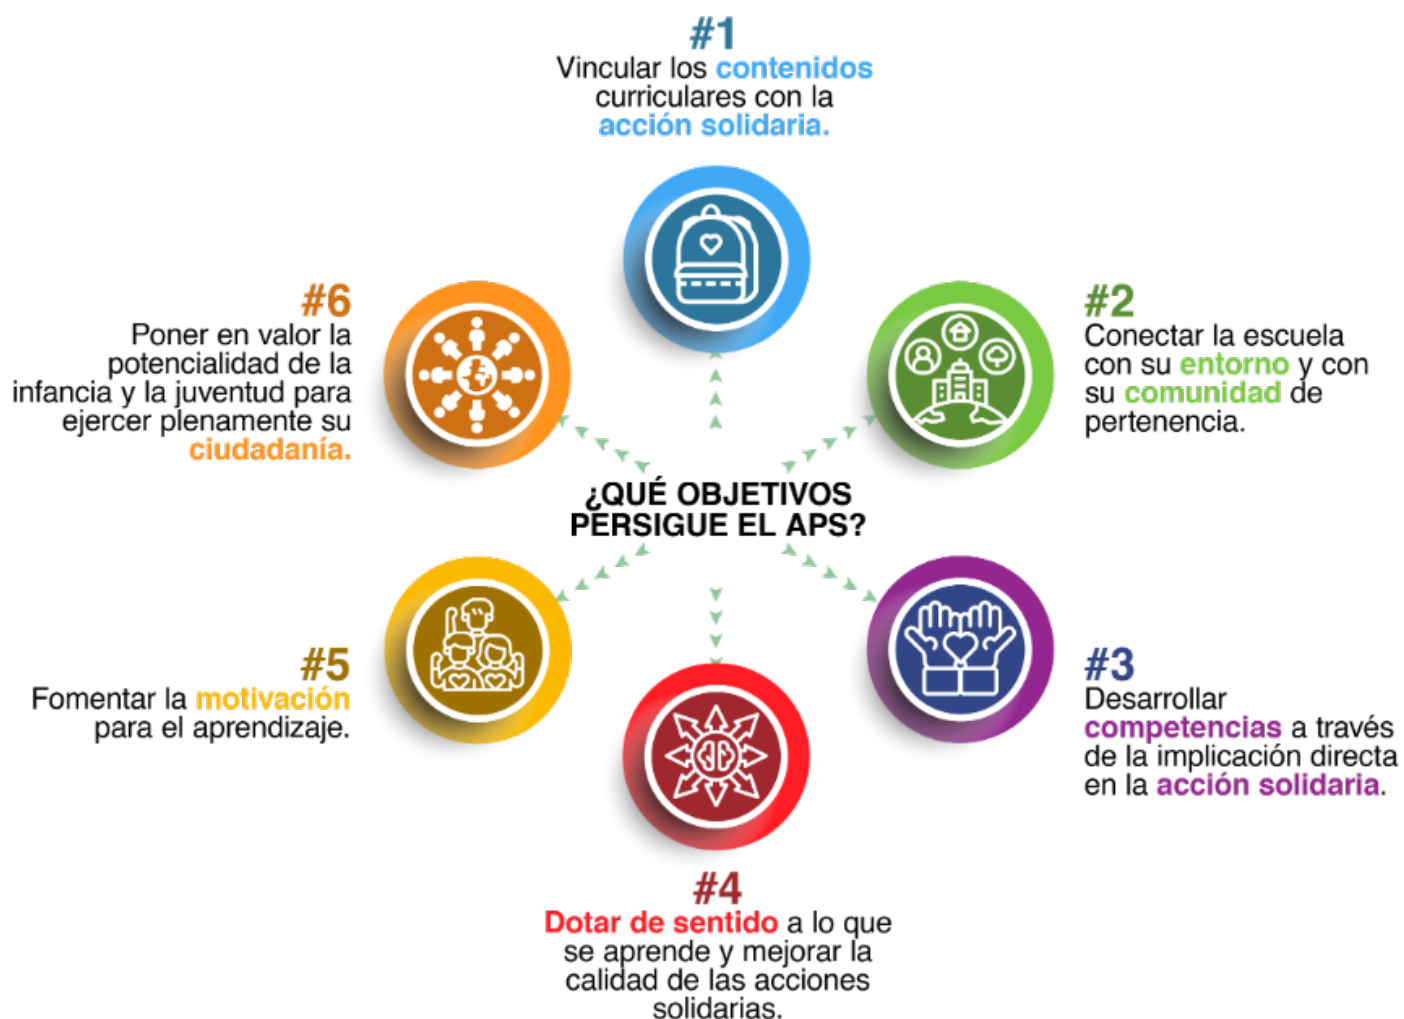 #1
Vincular los contenidos
curriculares con la
acción solidaria.
#6
Poner en valor la
potencialidad de la
infancia y la juventud para
ejercer plenamente su
ciudadanía.
#2
Conectar la escuela
con su entorno y con
su comunidad de
pertenencia.
¿QUÉ OBJETIVOS
PERSIGUE EL APS?
#5
Fomentar la motivación
para el aprendizaje.
#3
Desarrollar
competencias a través
de la implicación directa
en la acción solidaria.
#4
Dotar de sentido a lo que
se aprende y mejorar la
calidad de las acciones
solidarias.